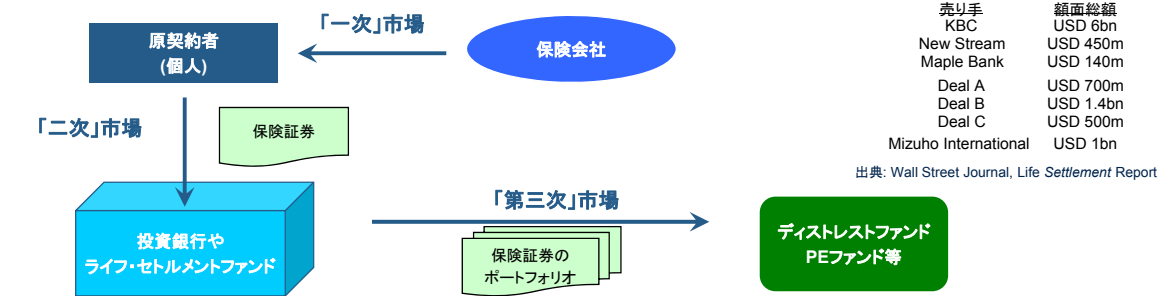 「一次」市場
原契約者
(個人)
保険会社
「二次」市場
保険証券
投資銀行や
ライフ・セトルメントファンド
「第三次」市場
保険証券の
ポートフォリオ
ディストレストファンド
PEファンド等
売り手 額面総額
KBC USD 6bn
New Stream USD 450m
Maple Bank USD 140m
Deal A USD 700m
Deal B USD 1.4bn
Deal C USD 500m
Mizuho International USD 1bn
出典: Wall Street Journal, Life Settlement Report